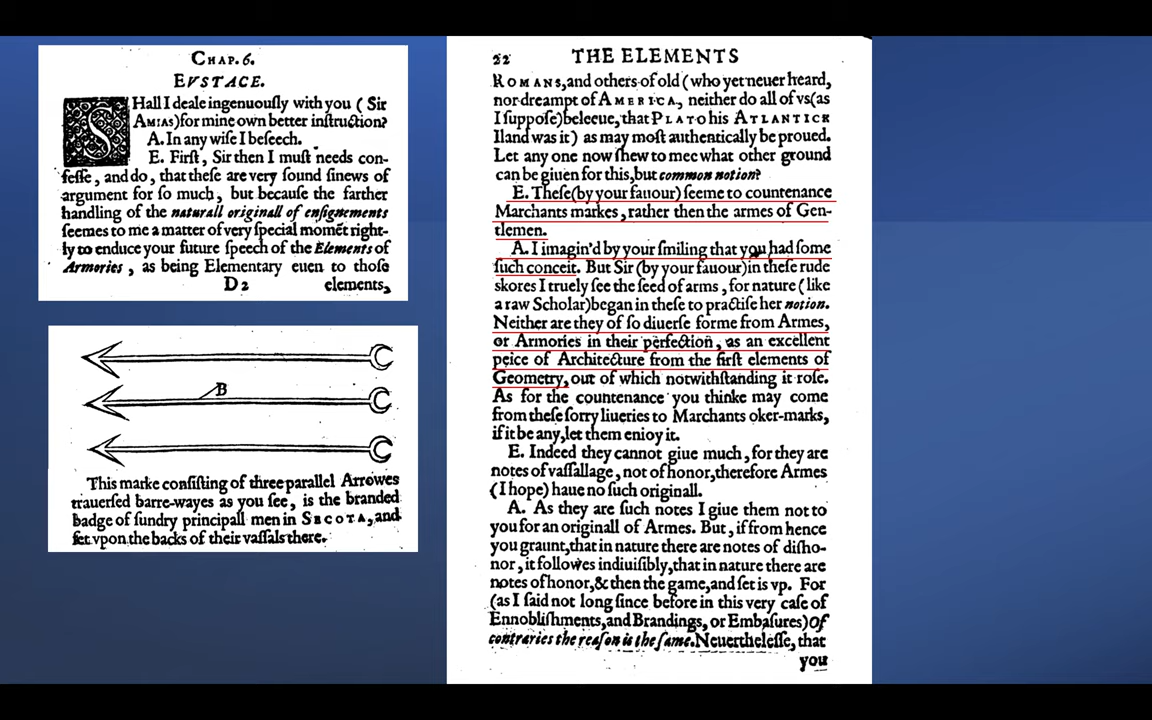 CHAP. 6.
EVSTACE.
SHall I deale ingenuouſly with you (Sir
AMIAS) for mine own better inſtruction?
A. In any wiſe I beſeech.
E. Firſt, Sir then I muſt needs con-
feſſe, and do, that theſe are very ſound ſinews of
argument for ſo much, but becauſe the farther
handling of the naturall originall of enſignements
ſeemes to me a matter of very ſpecial momēt right-
ly to enduce your future ſpeech of the Elements of
Armories, as being Elementary euen to thoſe
D2 elements,
B
This marke conſiſting of three parallel Arrowes
trauerſed barre-wayes as you ſee, is the branded
badge of ſundry principall men in SECOTA, and
ſet vpon the backs of their vaſſals there.
22 THE ELEMENTS
ROMANS, and others of old (who yet neuer heard,
nor dreampt of AMERICA, neither do all of vs (as
I ſuppoſe) beleeue, that PLATO his ATLANTICK
Iland was it) as may moſt authentically be proued.
Let any one now ſhew to mee what other ground
can be giuen for this, but common notion?
E. Theſe (by your fauour) ſeeme to countenance
Marchants markes, rather then the armes of Gen-
tlemen.
A. I imagin'd by your ſmiling that you had ſome
ſuch conceit. But Sir (by your fauour) in theſe rude
skores I truely ſee the ſeed of arms, for nature (like
a raw Scholar) began in theſe to practiſe her notion.
Neither are they of ſo diuerſe forme from Armes,
or Armories in their perfection, as an excellent
peice of Architecture from the firſt elements of
Geometry, out of which notwithſtanding it roſe.
As for the countenance you thinke may come
from theſe ſorry liueries to Marchants oker-marks,
if it be any, let them enioy it.
E. Indeed they cannot giue much, for they are
notes of vaſſallage, not of honor, therefore Armes
(I hope) haue no ſuch originall.
A. As they are ſuch notes I giue them not to
you for an originall of Armes. But, if from hence
you graunt, that in nature there are notes of diſho-
nor, it followes indiuiſibly, that in nature there are
notes of honor, & then the game, and ſet is vp. For
(as I ſaid not long ſince before in this very caſe of
Ennobliſhments, and Brandings, or Embaſures) Of
contraries the reaſon is the ſame. Neuertheleſſe, that
you